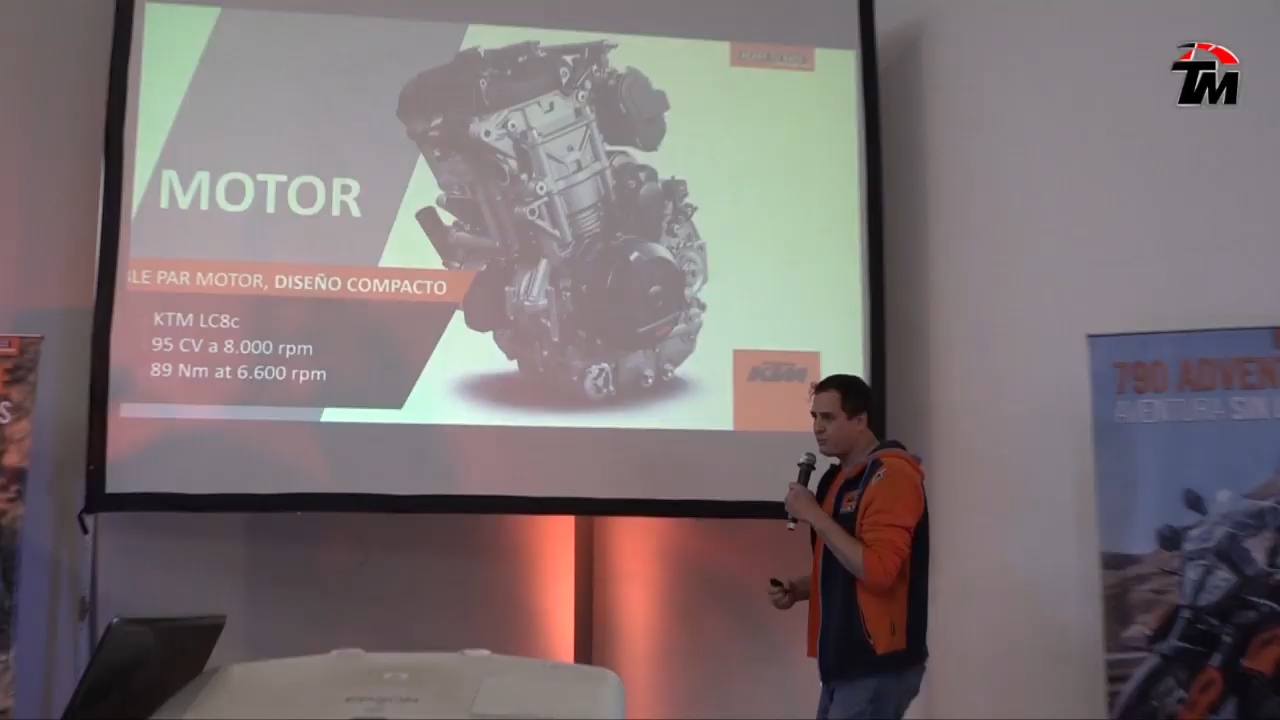 TM
MOTOR
LE PAR MOTOR, DISEÑO COMPACTO
KTM LC8c
95 CV a 8.000 rpm
89 Nm at 6.600 rpm
KTM
790 ADVEN
AVENTURA SIN
EPSON
S